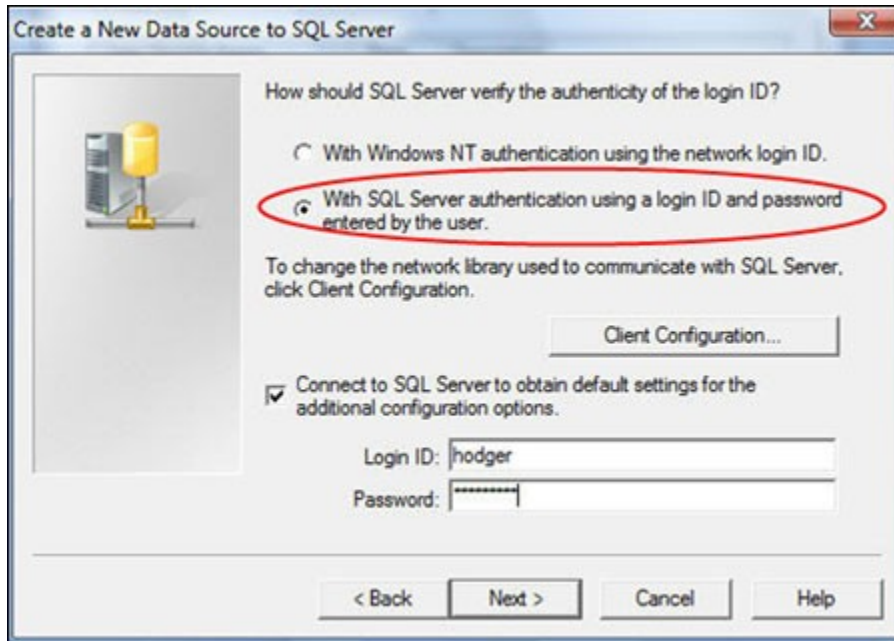 Create a New Data Source to SQL Server
How should SQL Server verify the authenticity of the login ID?
With Windows NT authentication using the network login ID.
With SQL Server authentication using a login ID and password
entered by the user.
To change the network library used to communicate with SQL Server,
click Client Configuration.
Client Configuration...
Connect to SQL Server to obtain default settings for the
additional configuration options.
Login ID: hodger
Password:
< Back Next > Cancel Help